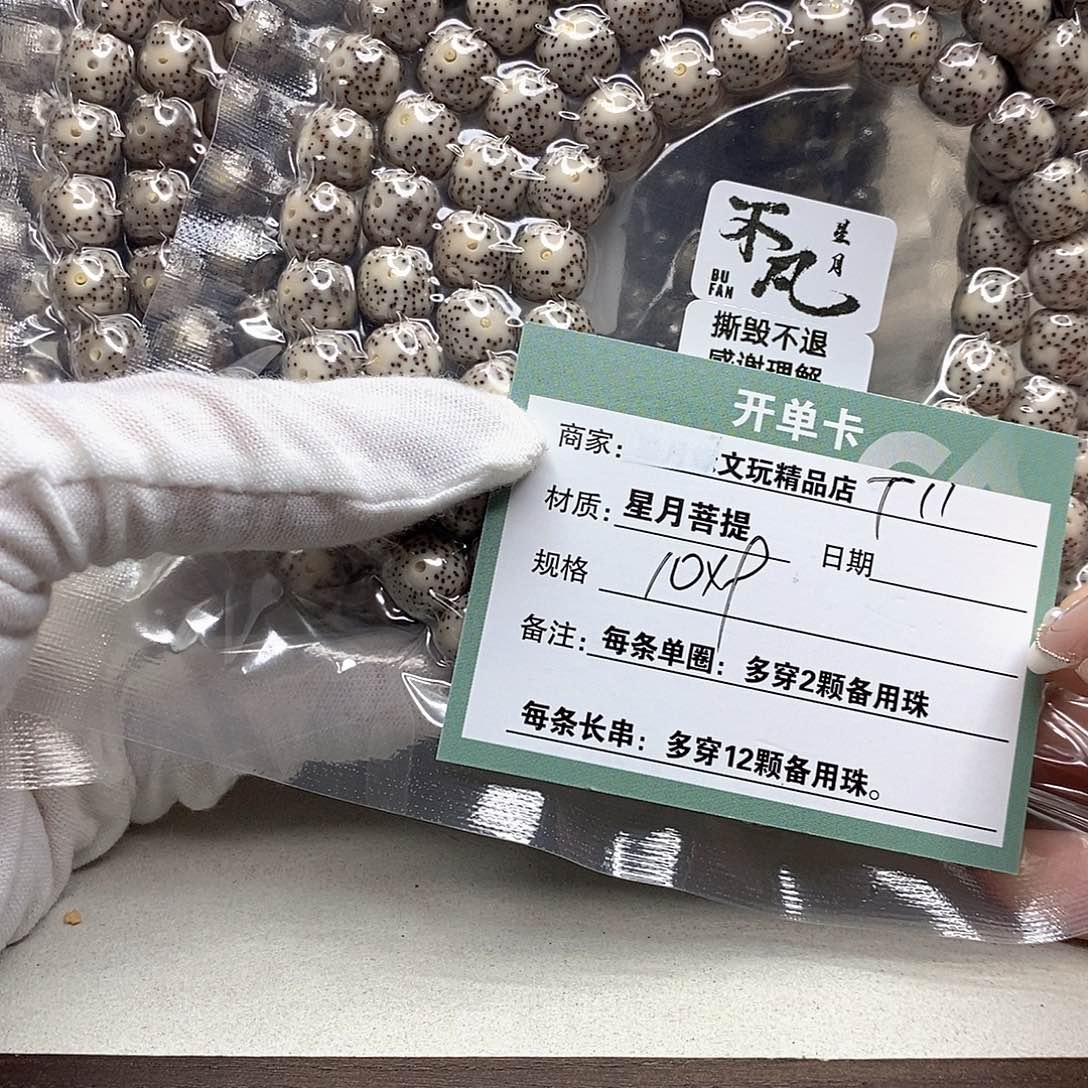 不凡
星月
BU
FAN
撕毁不退
感谢理解
开单卡
商家: 文玩精品店 T11
材质: 星月菩提 日期
规格 10X9
备注: 每条单圈: 多穿2颗备用珠
每条长串: 多穿12颗备用珠。